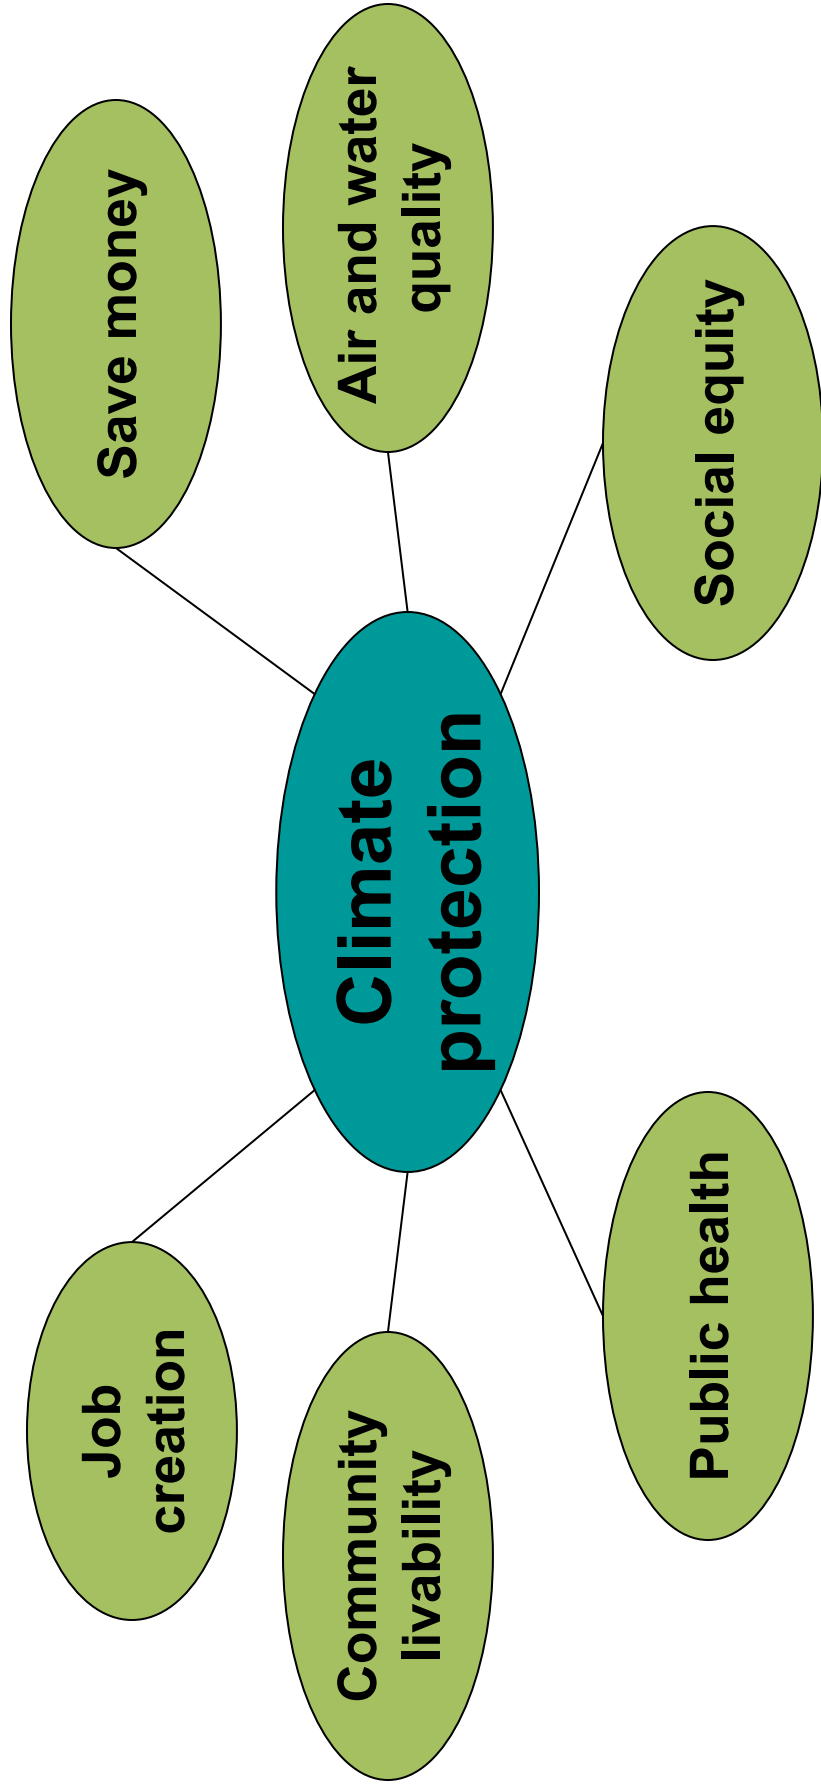 Job
creation
Save money
Community
livability
Climate
protection
Air and water
quality
Public health
Social equity